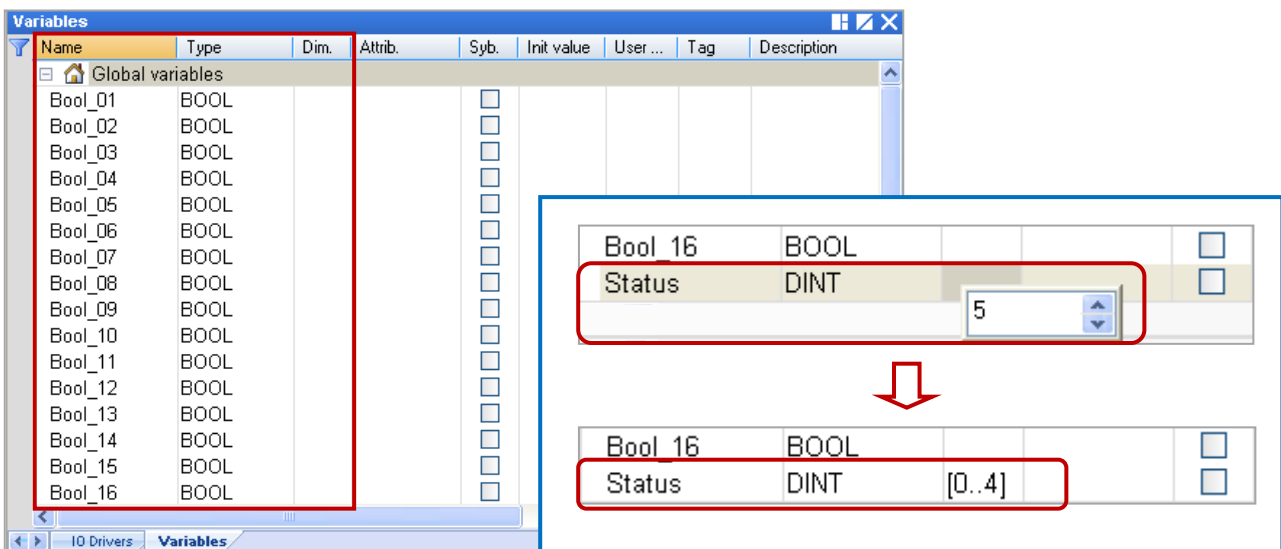 Variables
Name Type Dim. Attrib. Syb. Init value User ... Tag Description
Global variables
Bool_01 BOOL
Bool_02 BOOL
Bool_03 BOOL
Bool_04 BOOL
Bool_05 BOOL
Bool_06 BOOL
Bool_07 BOOL
Bool_08 BOOL
Bool_09 BOOL
Bool_10 BOOL
Bool_11 BOOL
Bool_12 BOOL
Bool_13 BOOL
Bool_14 BOOL
Bool_15 BOOL
Bool_16 BOOL
IO Drivers Variables
Bool_16 BOOL
Status DINT
5
Bool_16 BOOL
Status DINT [0..4]